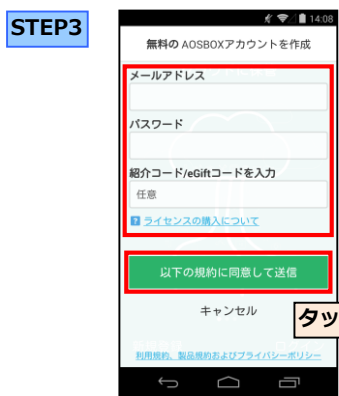 STEP3
14:08
無料の AOSBOXアカウントを作成
メールアドレス
パスワード
紹介コード/eGiftコードを入力
任意
? ライセンスの購入について
以下の規約に同意して送信
キャンセル
タッ
利用規約、製品規約およびプライバシーポリシー